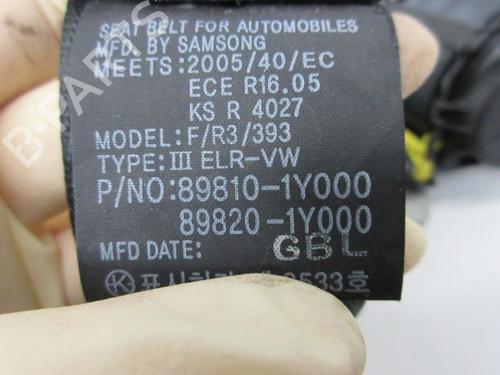 SEAT BELT FOR AUTOMOBILES
MFD BY SAMSONG
MEETS:2005/40/EC
ECE R16.05
KS R 4027
MODEL:F/R3/393
TYPE:III ELR-VW
P/NO:89810-1Y000
89820-1Y000
MFD DATE: GBL
B-PARTS